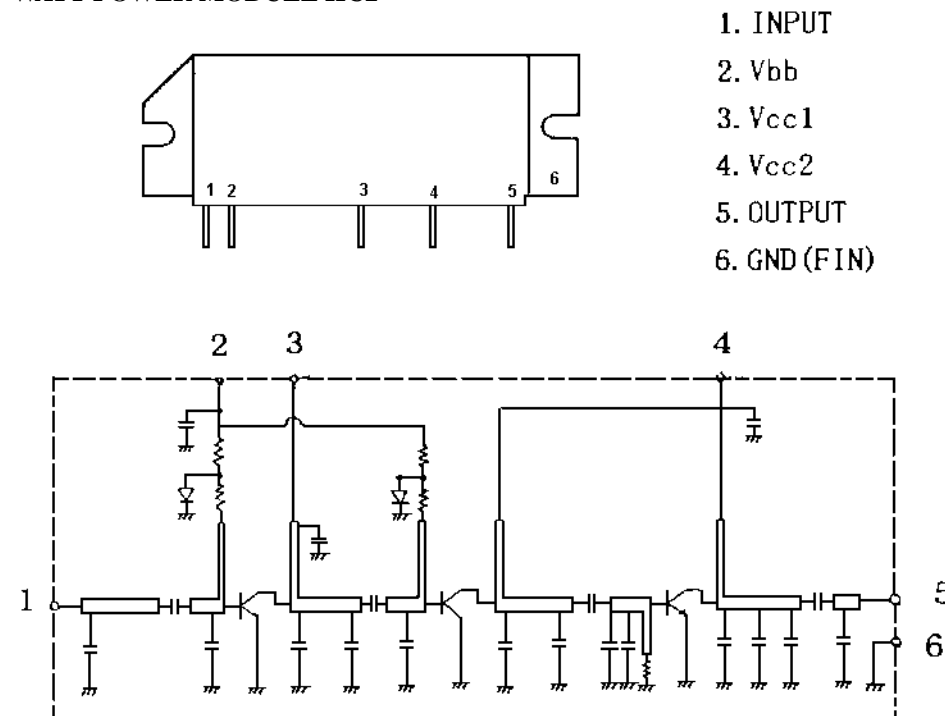 1. INPUT
2. Vbb
3. Vcc1
4. Vcc2
5. OUTPUT
6. GND(FIN)
1 2 3 4 5 6
2 3 4
1
5
6